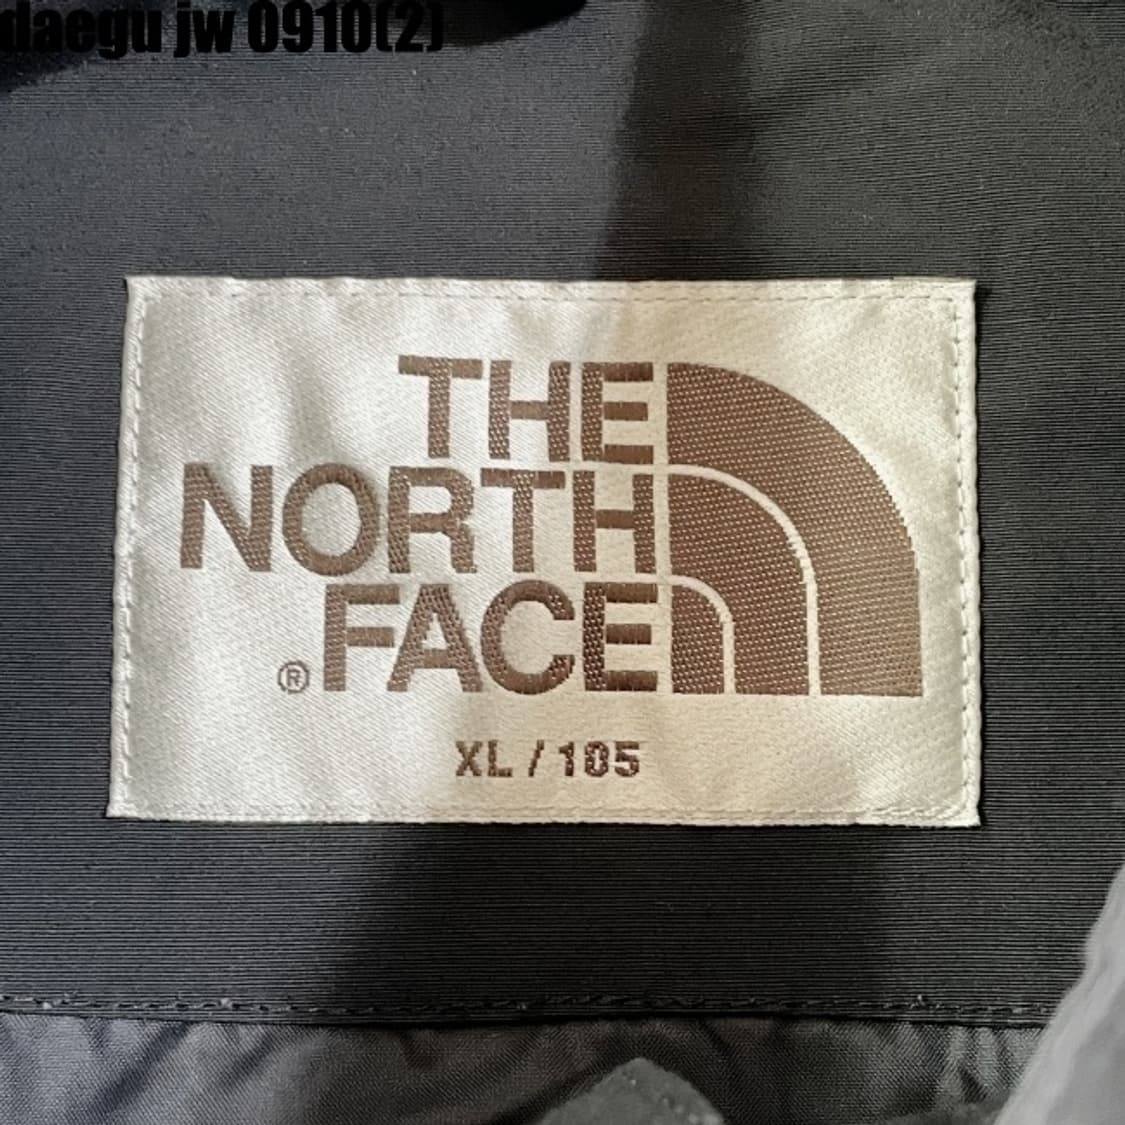 daegu jw 0910(2)
THE
NORTH
FACE
®
XL / 105